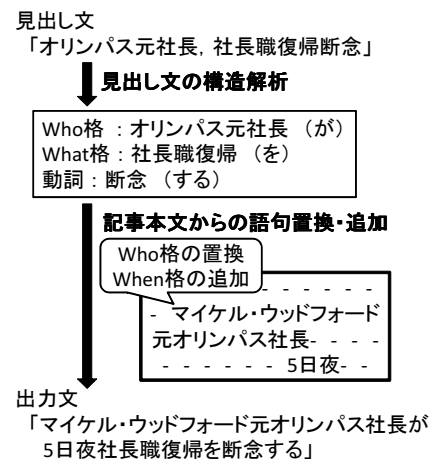 見出し文
「オリンパス元社長, 社長職復帰断念」
見出し文の構造解析
Who格：オリンパス元社長 （が）
What格：社長職復帰 （を）
動詞：断念 （する）
記事本文からの語句置換・追加
Who格の置換
When格の追加
- - - - - -
- マイケル・ウッドフォード
元オリンパス社長- - - -
- - - - - - 5日夜- -
出力文
「マイケル・ウッドフォード元オリンパス社長が
5日夜社長職復帰を断念する」